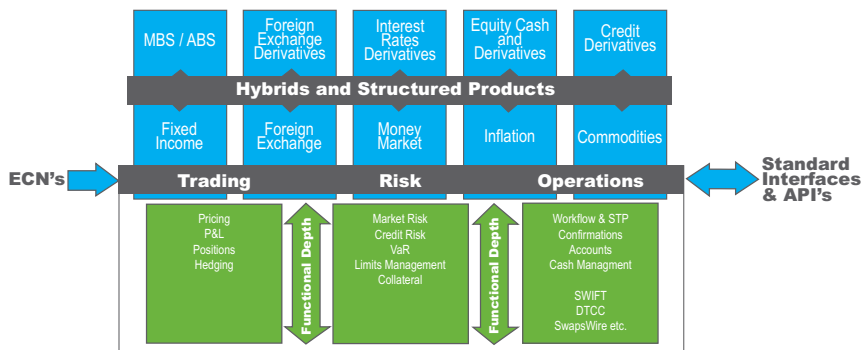 MBS / ABS
Foreign
Exchange
Derivatives
Interest
Rates
Derivatives
Equity Cash
and
Derivatives
Credit
Derivatives
Hybrids and Structured Products
Fixed
Income
Foreign
Exchange
Money
Market
Inflation
Commodities
ECN's
Trading
Risk
Operations
Standard
Interfaces
& API's
Pricing
P&L
Positions
Hedging
Functional Depth
Market Risk
Credit Risk
VaR
Limits Management
Collateral
Functional Depth
Workflow & STP
Confirmations
Accounts
Cash Managment
SWIFT
DTCC
SwapsWire etc.